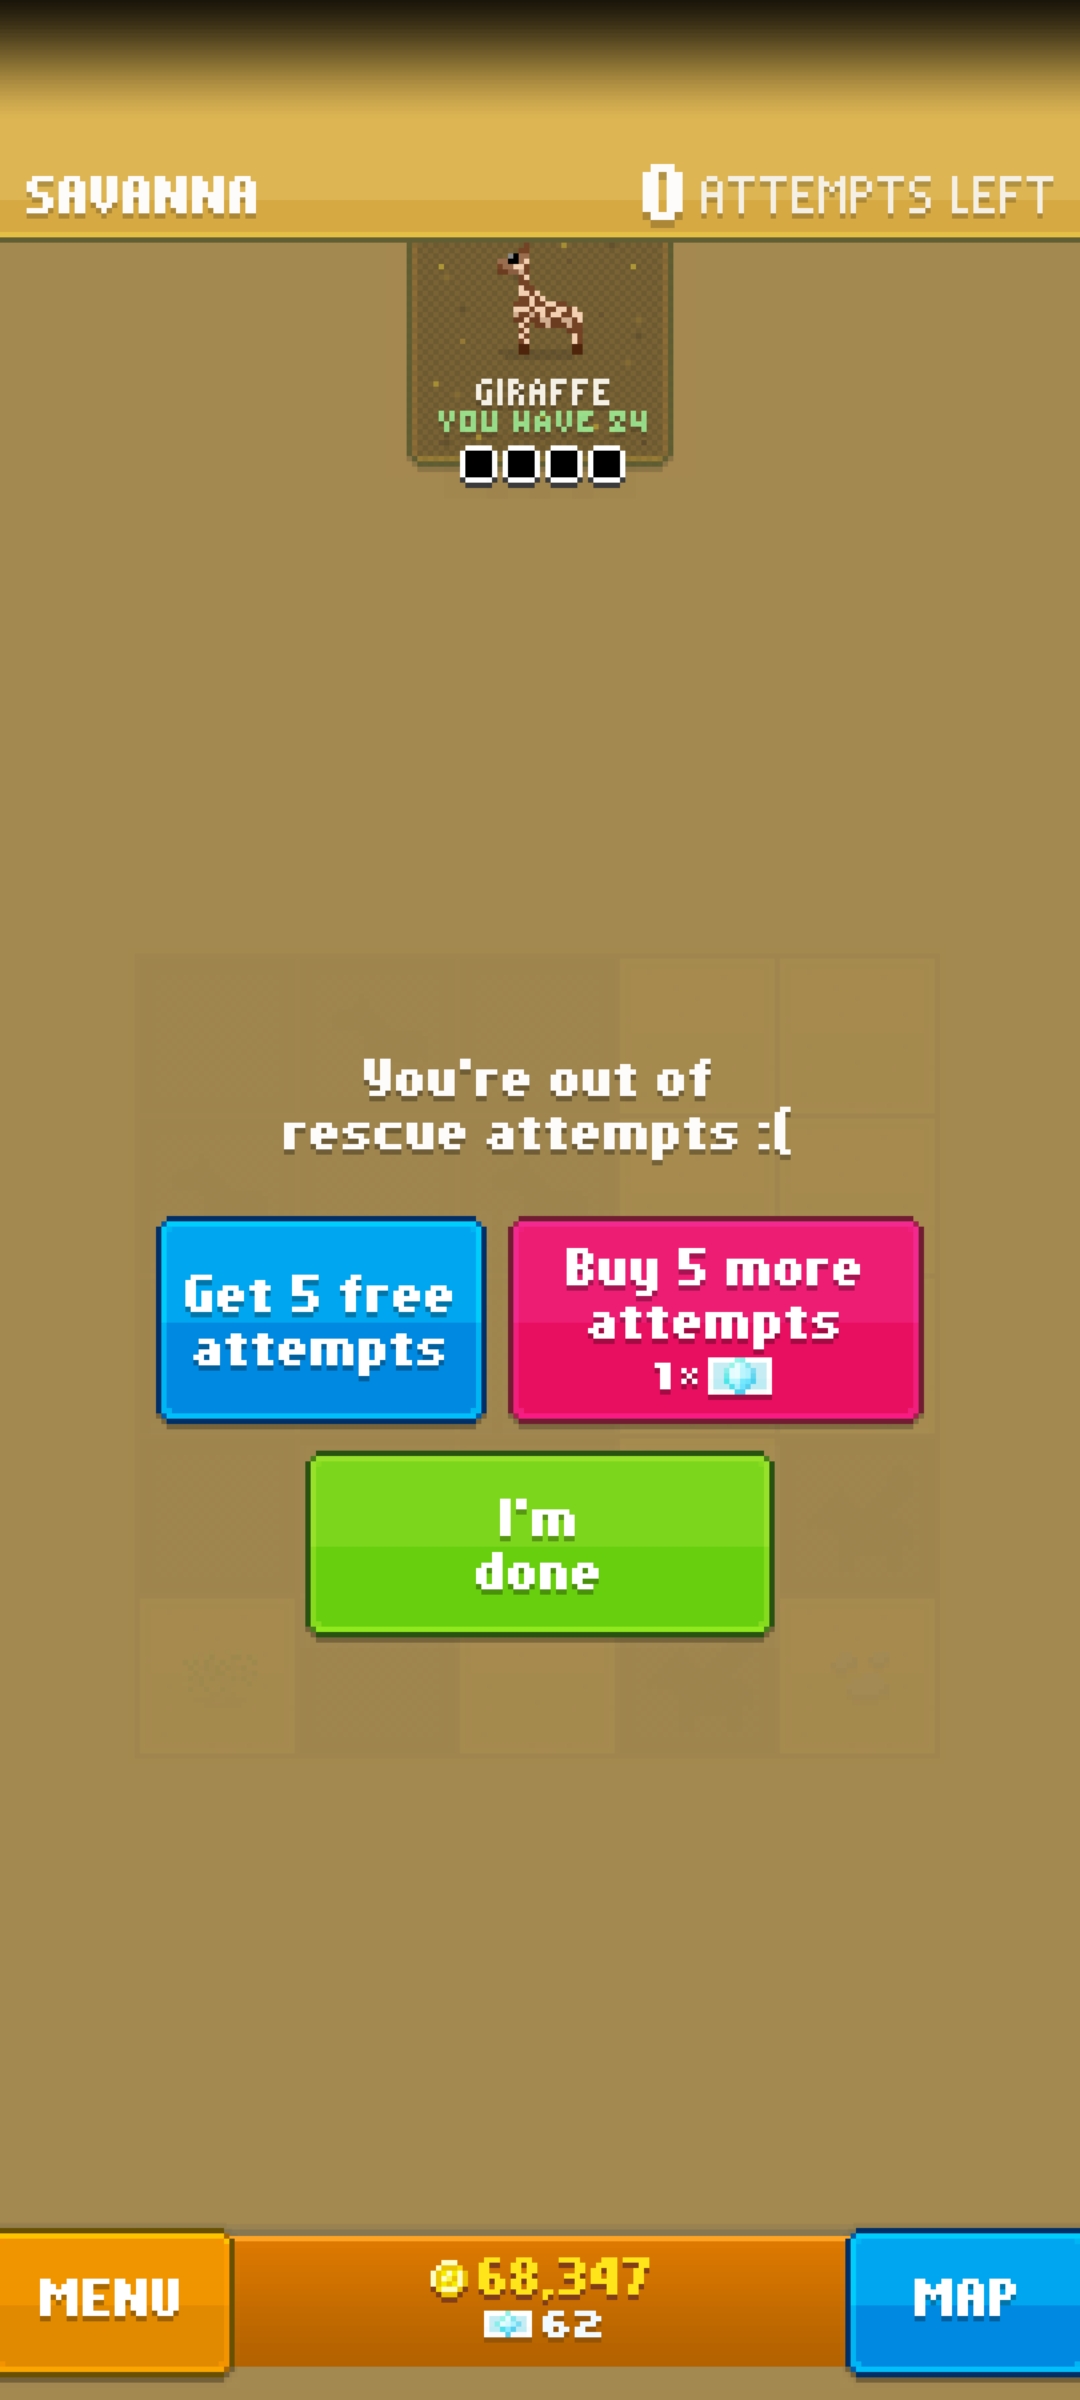 SAVANNA
0 ATTEMPTS LEFT
GIRAFFE
YOU HAVE 24
You're out of
rescue attempts :(
Get 5 free
attempts
Buy 5 more
attempts
1×
I'm
done
MENU
68,347
62
MAP